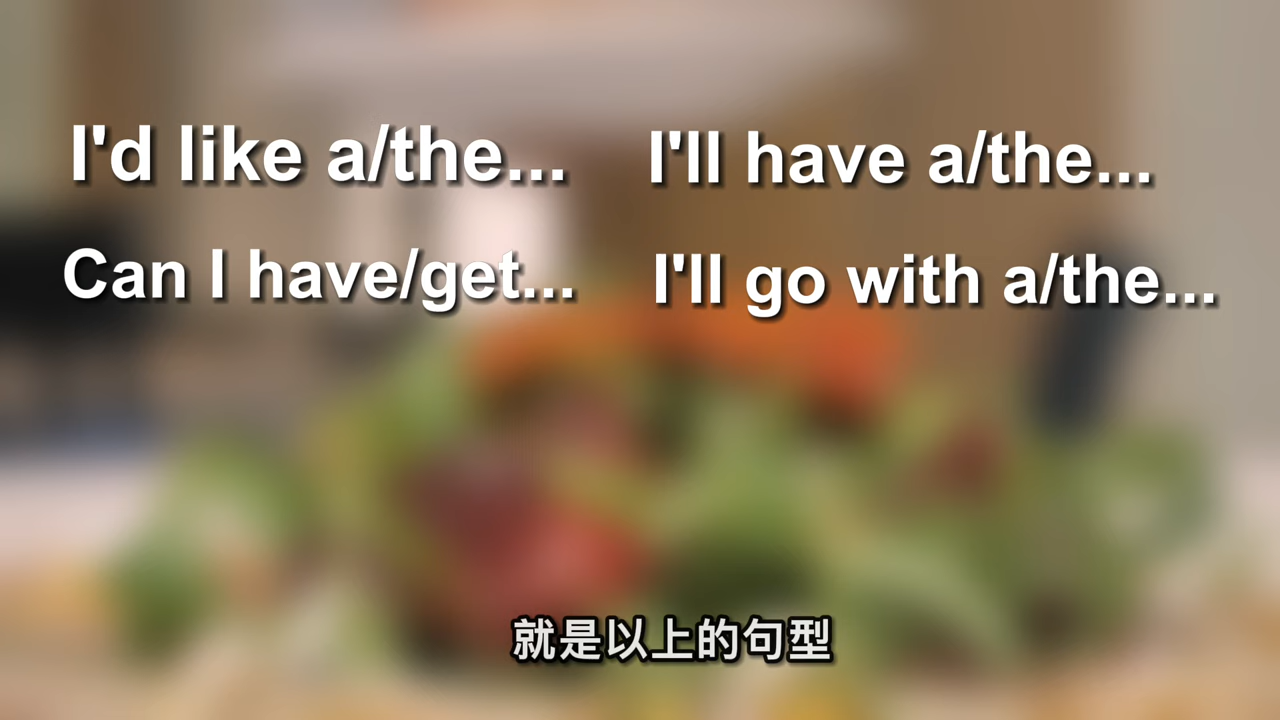 I'd like a/the...
I'll have a/the...
Can I have/get...
I'll go with a/the...
就是以上的句型